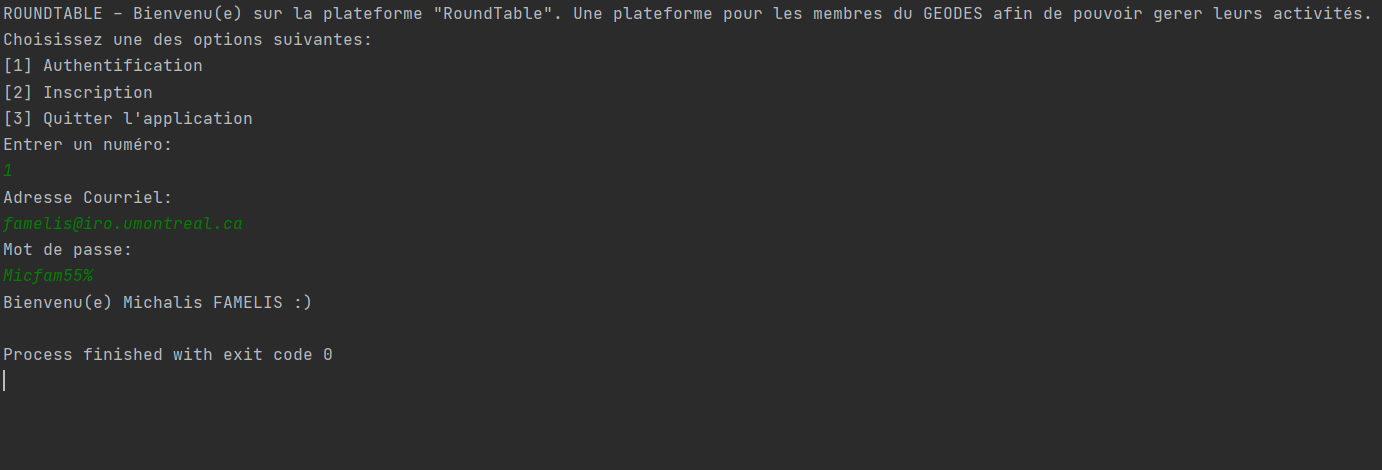 ROUNDTABLE – Bienvenu(e) sur la plateforme "RoundTable". Une plateforme pour les membres du GEODES afin de pouvoir gerer leurs activités.
Choisissez une des options suivantes:
[1] Authentification
[2] Inscription
[3] Quitter l'application
Entrer un numéro:
1
Adresse Courriel:
famelis@iro.umontreal.ca
Mot de passe:
Micfam55%
Bienvenu(e) Michalis FAMELIS :)
Process finished with exit code 0